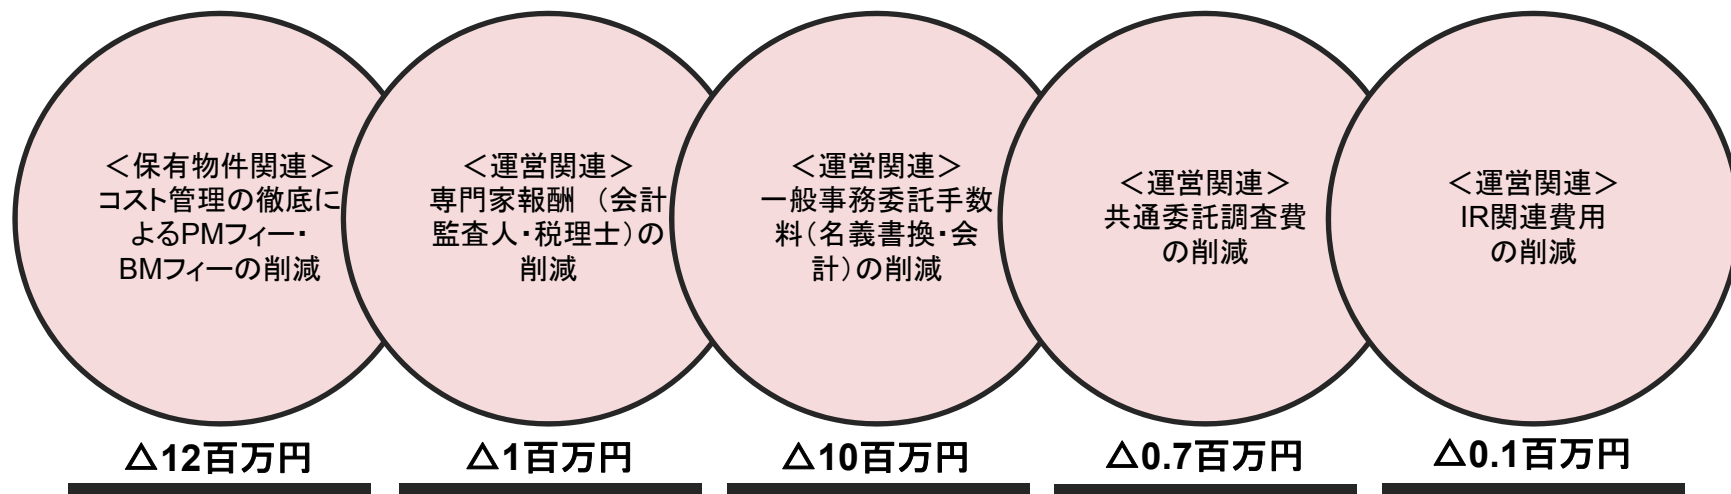 ＜保有物件関連＞
コスト管理の徹底に
よるPMフィー・
BMフィーの削減
＜運営関連＞
専門家報酬　（会計
監査人・税理士）の
削減
＜運営関連＞
一般事務委託手数
料（名義書換・会
計）の削減
＜運営関連＞
共通委託調査費
の削減
＜運営関連＞
IR関連費用
の削減
△12百万円
△1百万円
△10百万円
△0.7百万円
△0.1百万円